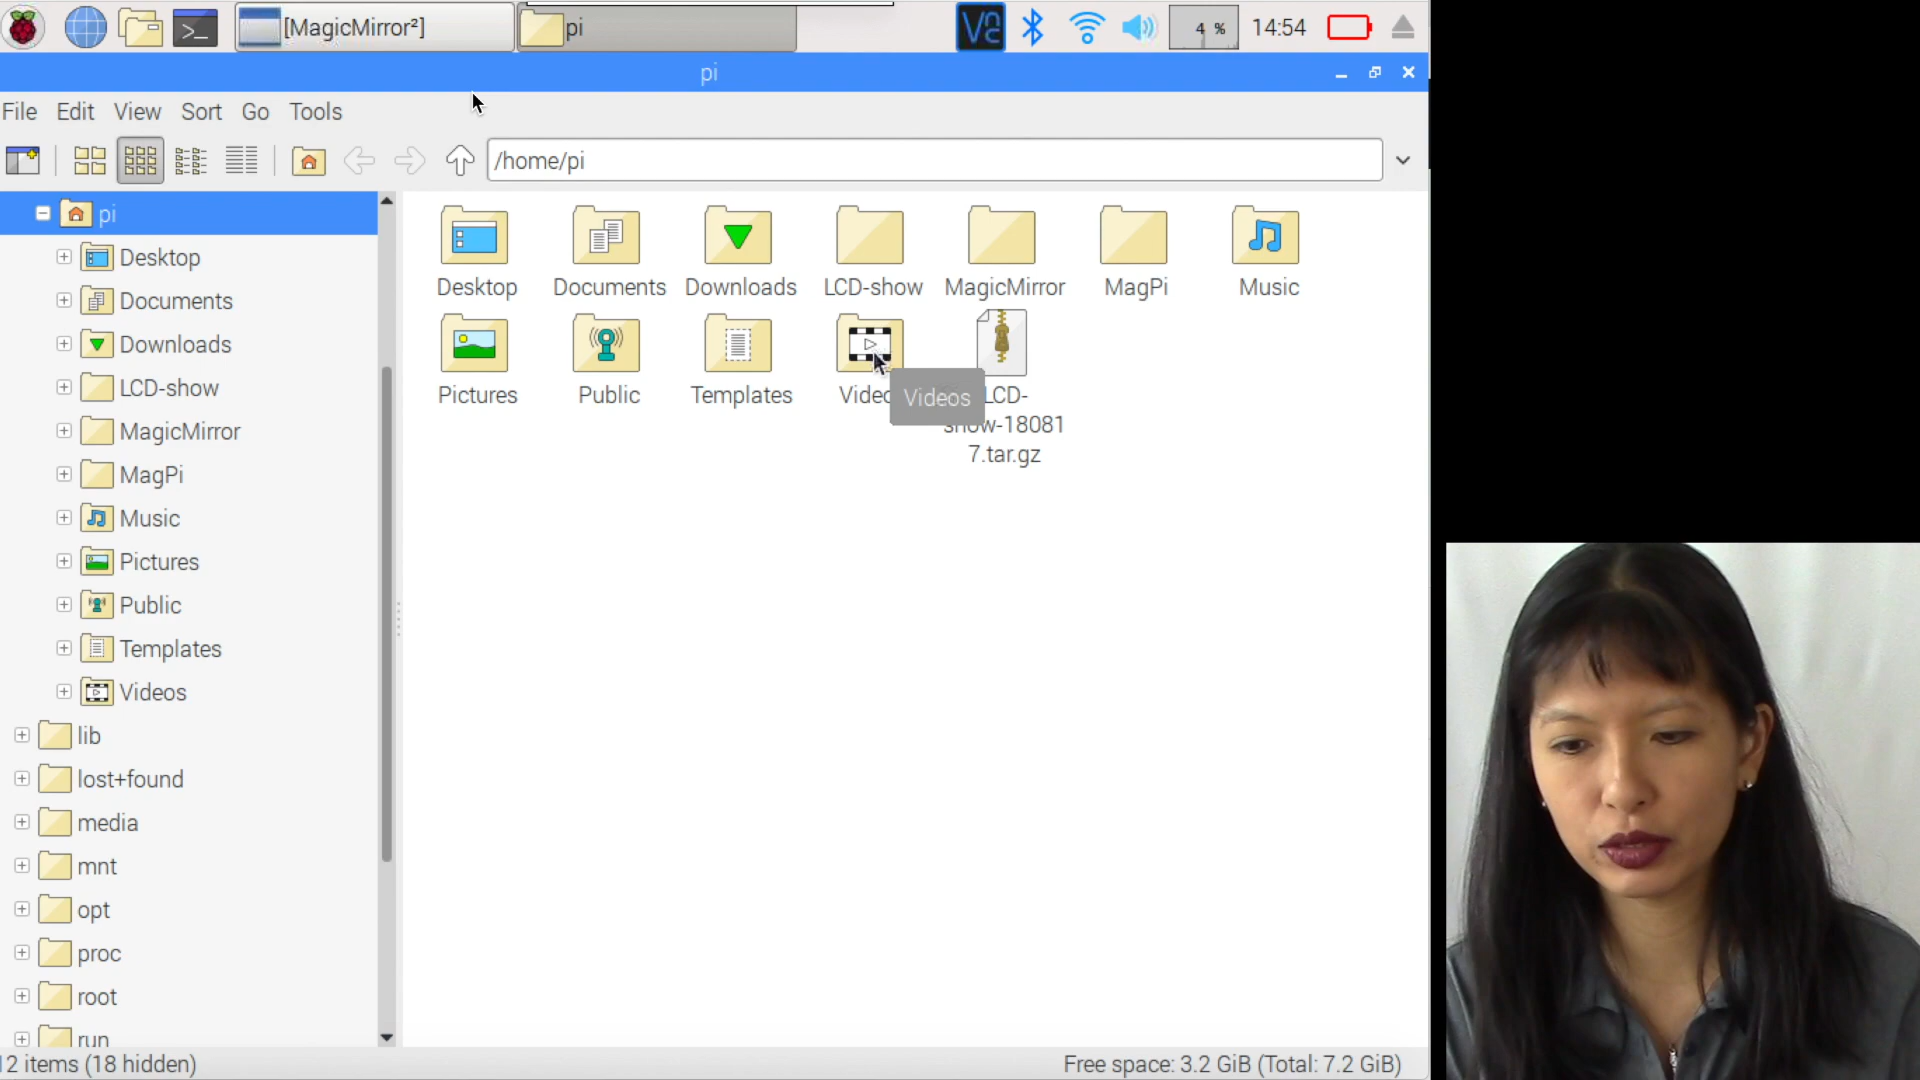 [MagicMirror²]
pi
V2
4 %
14:54
pi
File Edit View Sort Go Tools
/home/pi
pi
Desktop
Documents
Downloads
LCD-show
MagicMirror
MagPi
Music
Pictures
Public
Templates
Videos
lib
lost+found
media
mnt
opt
proc
root
run
Desktop
Documents
Downloads
LCD-show
MagicMirror
MagPi
Music
Pictures
Public
Templates
Videos
LCD-
show-18081
7.tar.gz
2 items (18 hidden)
Free space: 3.2 GiB (Total: 7.2 GiB)